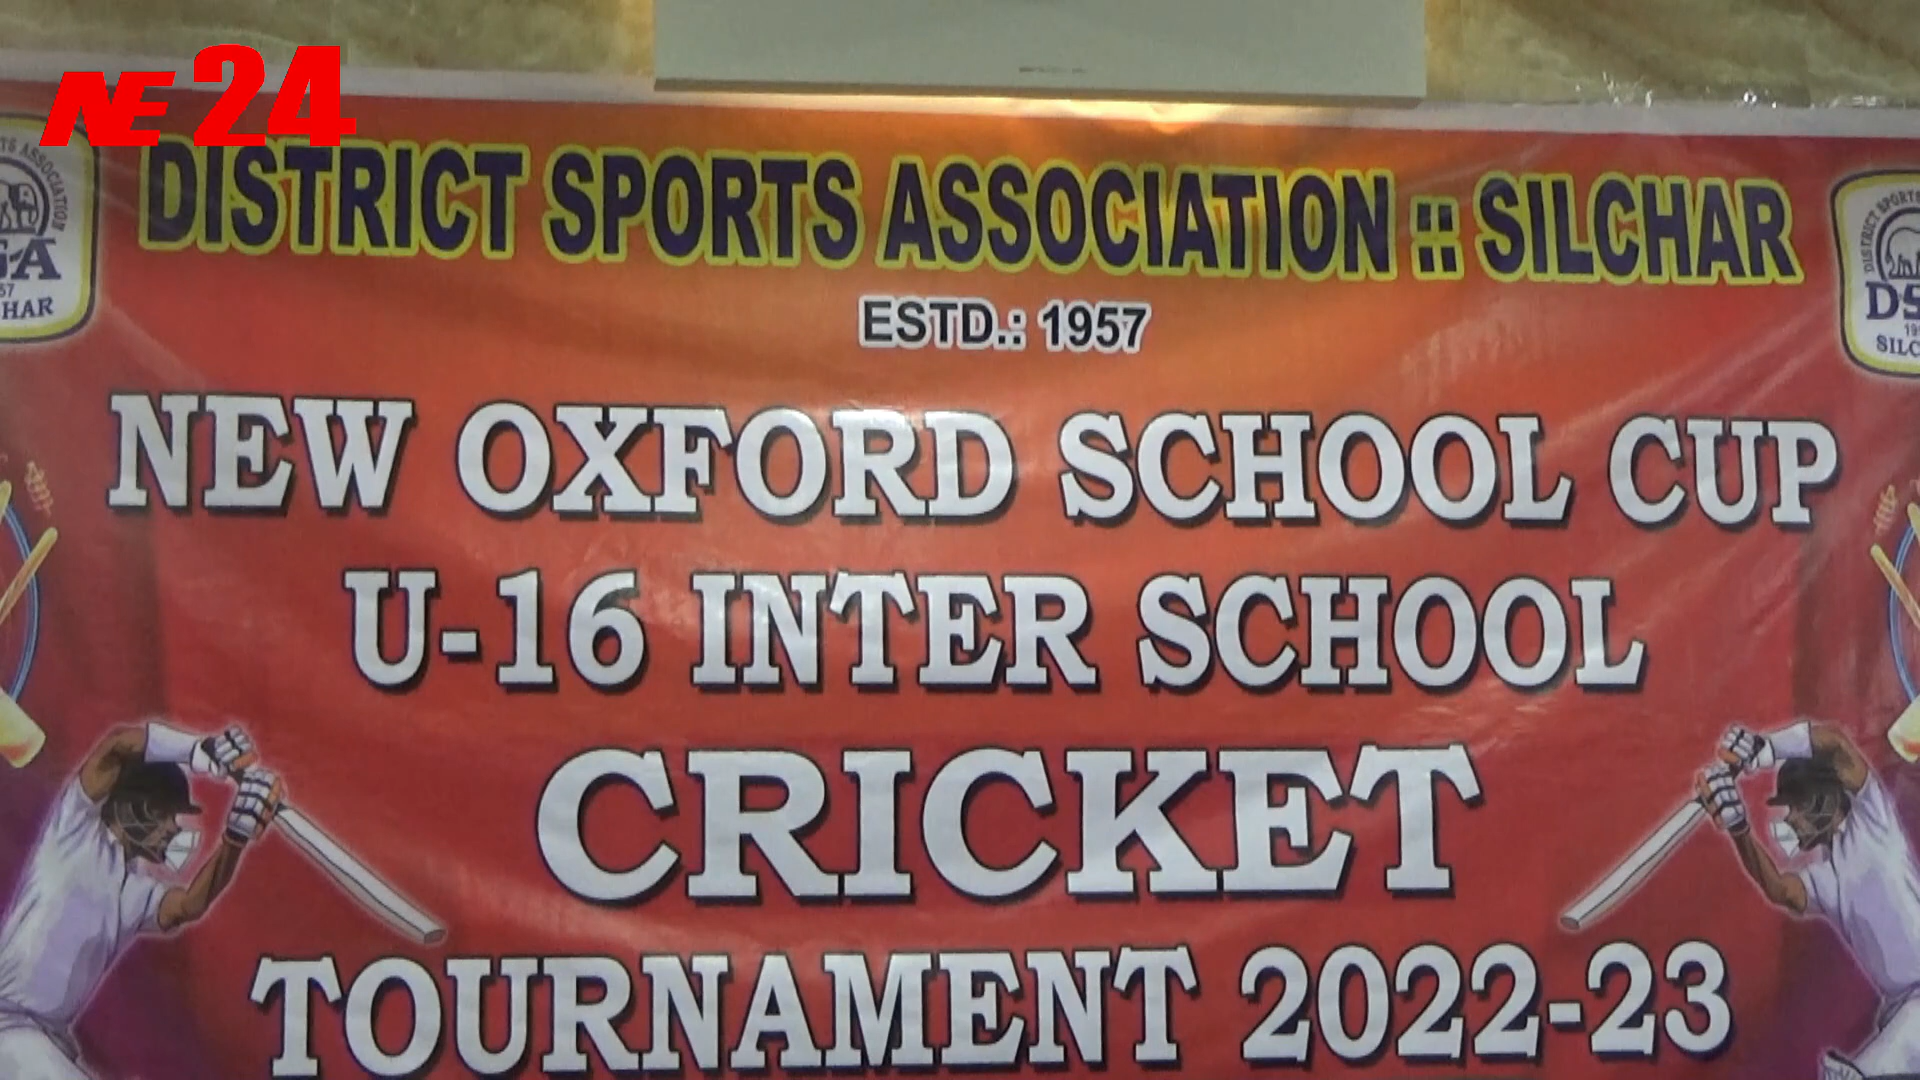 NE 24
DISTRICT SPORTS ASSOCIATION :: SILCHAR
ESTD.: 1957
NEW OXFORD SCHOOL CUP
U-16 INTER SCHOOL
CRICKET
TOURNAMENT 2022-23